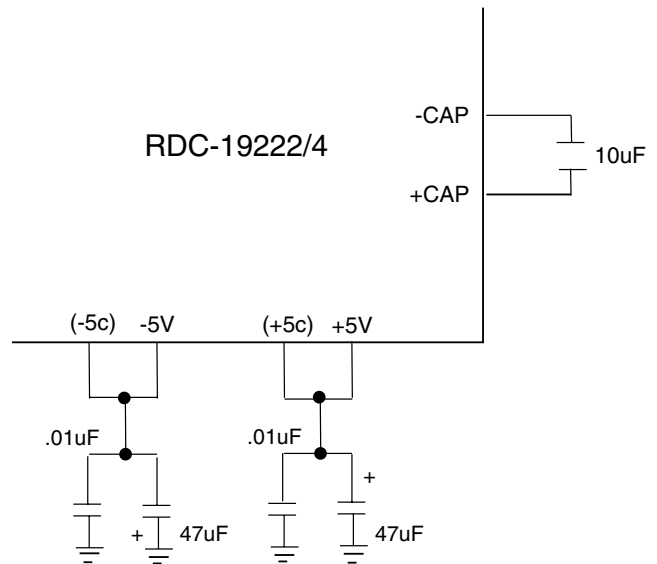 -CAP
RDC-19222/4
10uF
+CAP
(-5c) -5V (+5c) +5V
.01uF .01uF
+
+ 47uF 47uF